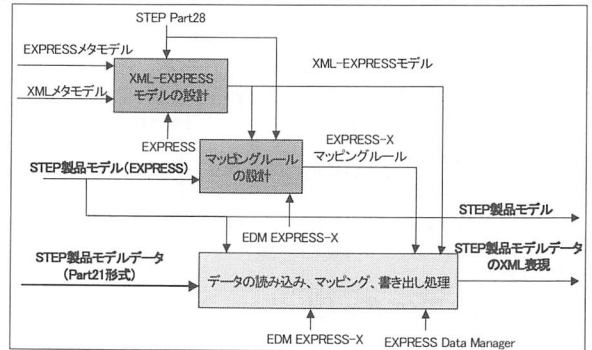 STEP Part28
EXPRESSメタモデル
XML-EXPRESSモデル
XML-EXPRESS
モデルの設計
XMLメタモデル
EXPRESS
EXPRESS-X
マッピングルール
マッピングルール
の設計
STEP製品モデル(EXPRESS)
STEP製品モデル
EDM EXPRESS-X
STEP製品モデルデータ
のXML表現
STEP製品モデルデータ
(Part21形式)
データの読み込み、マッピング、書き出し処理
EDM EXPRESS-X
EXPRESS Data Manager